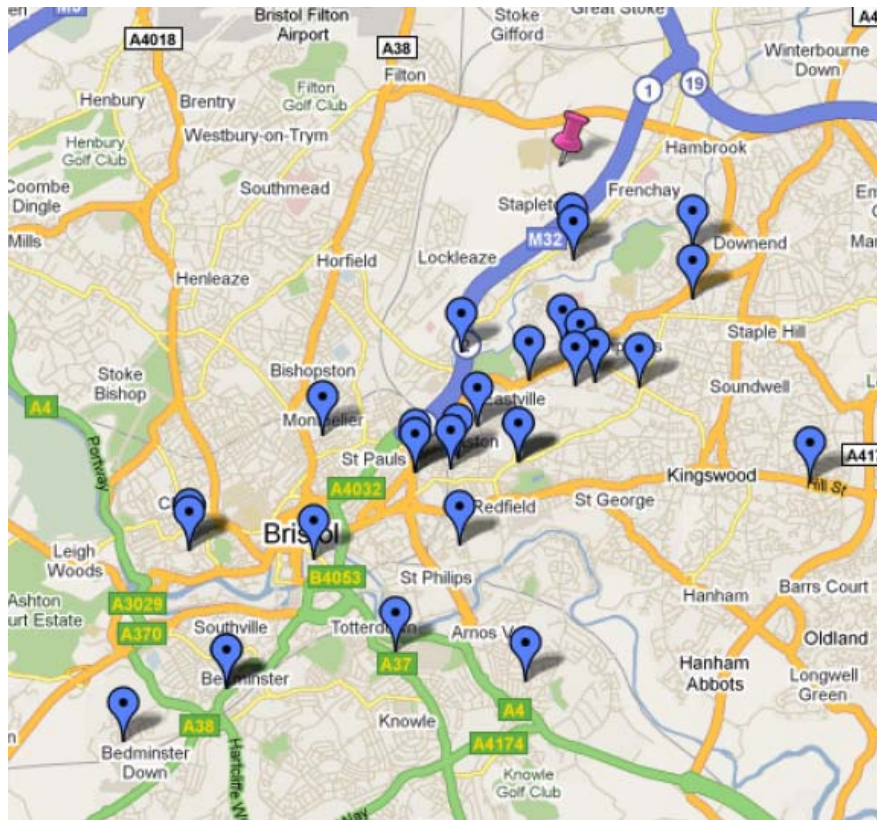 M5
Bristol Filton
Airport
Stoke
Gifford
Great Stoke
A4018
A38
Filton
Winterbourne
Down
1
19
Henbury
Brentry
Filton
Golf Club
Westbury-on-Trym
Henbury
Golf Club
Hambrook
Coombe
Dingle
Southmead
Frenchay
Mills
M32
Lockleaze
Downend
Horfield
Henleaze
Staple Hill
Stoke
Bishop
Bishopston
Soundwell
A4
Portway
St Pauls
Kingswood
Hill St
A4032
Redfield
St George
Bristol
Leigh
Woods
B4053
St Philips
Barrs Court
Hanham
Ashton
A3029
A370
Southville
Oldland
Hanham
Abbots
Longwell
Green
A37
A38
Knowle
A4
A4174
Bedminster
Down
Knowle
Golf Club